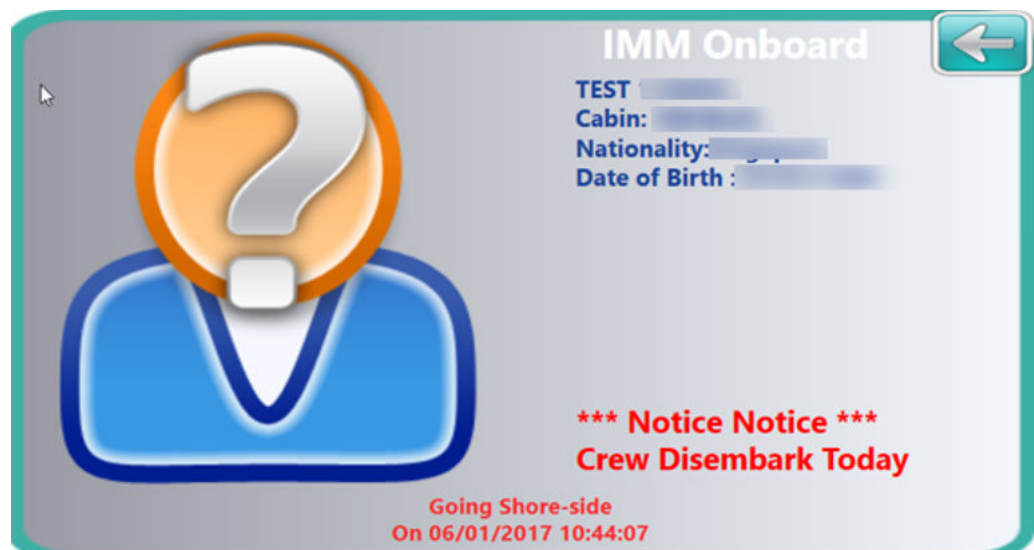 IMM Onboard
TEST
Cabin:
Nationality:
Date of Birth :
*** Notice Notice ***
Crew Disembark Today
Going Shore-side
On 06/01/2017 10:44:07